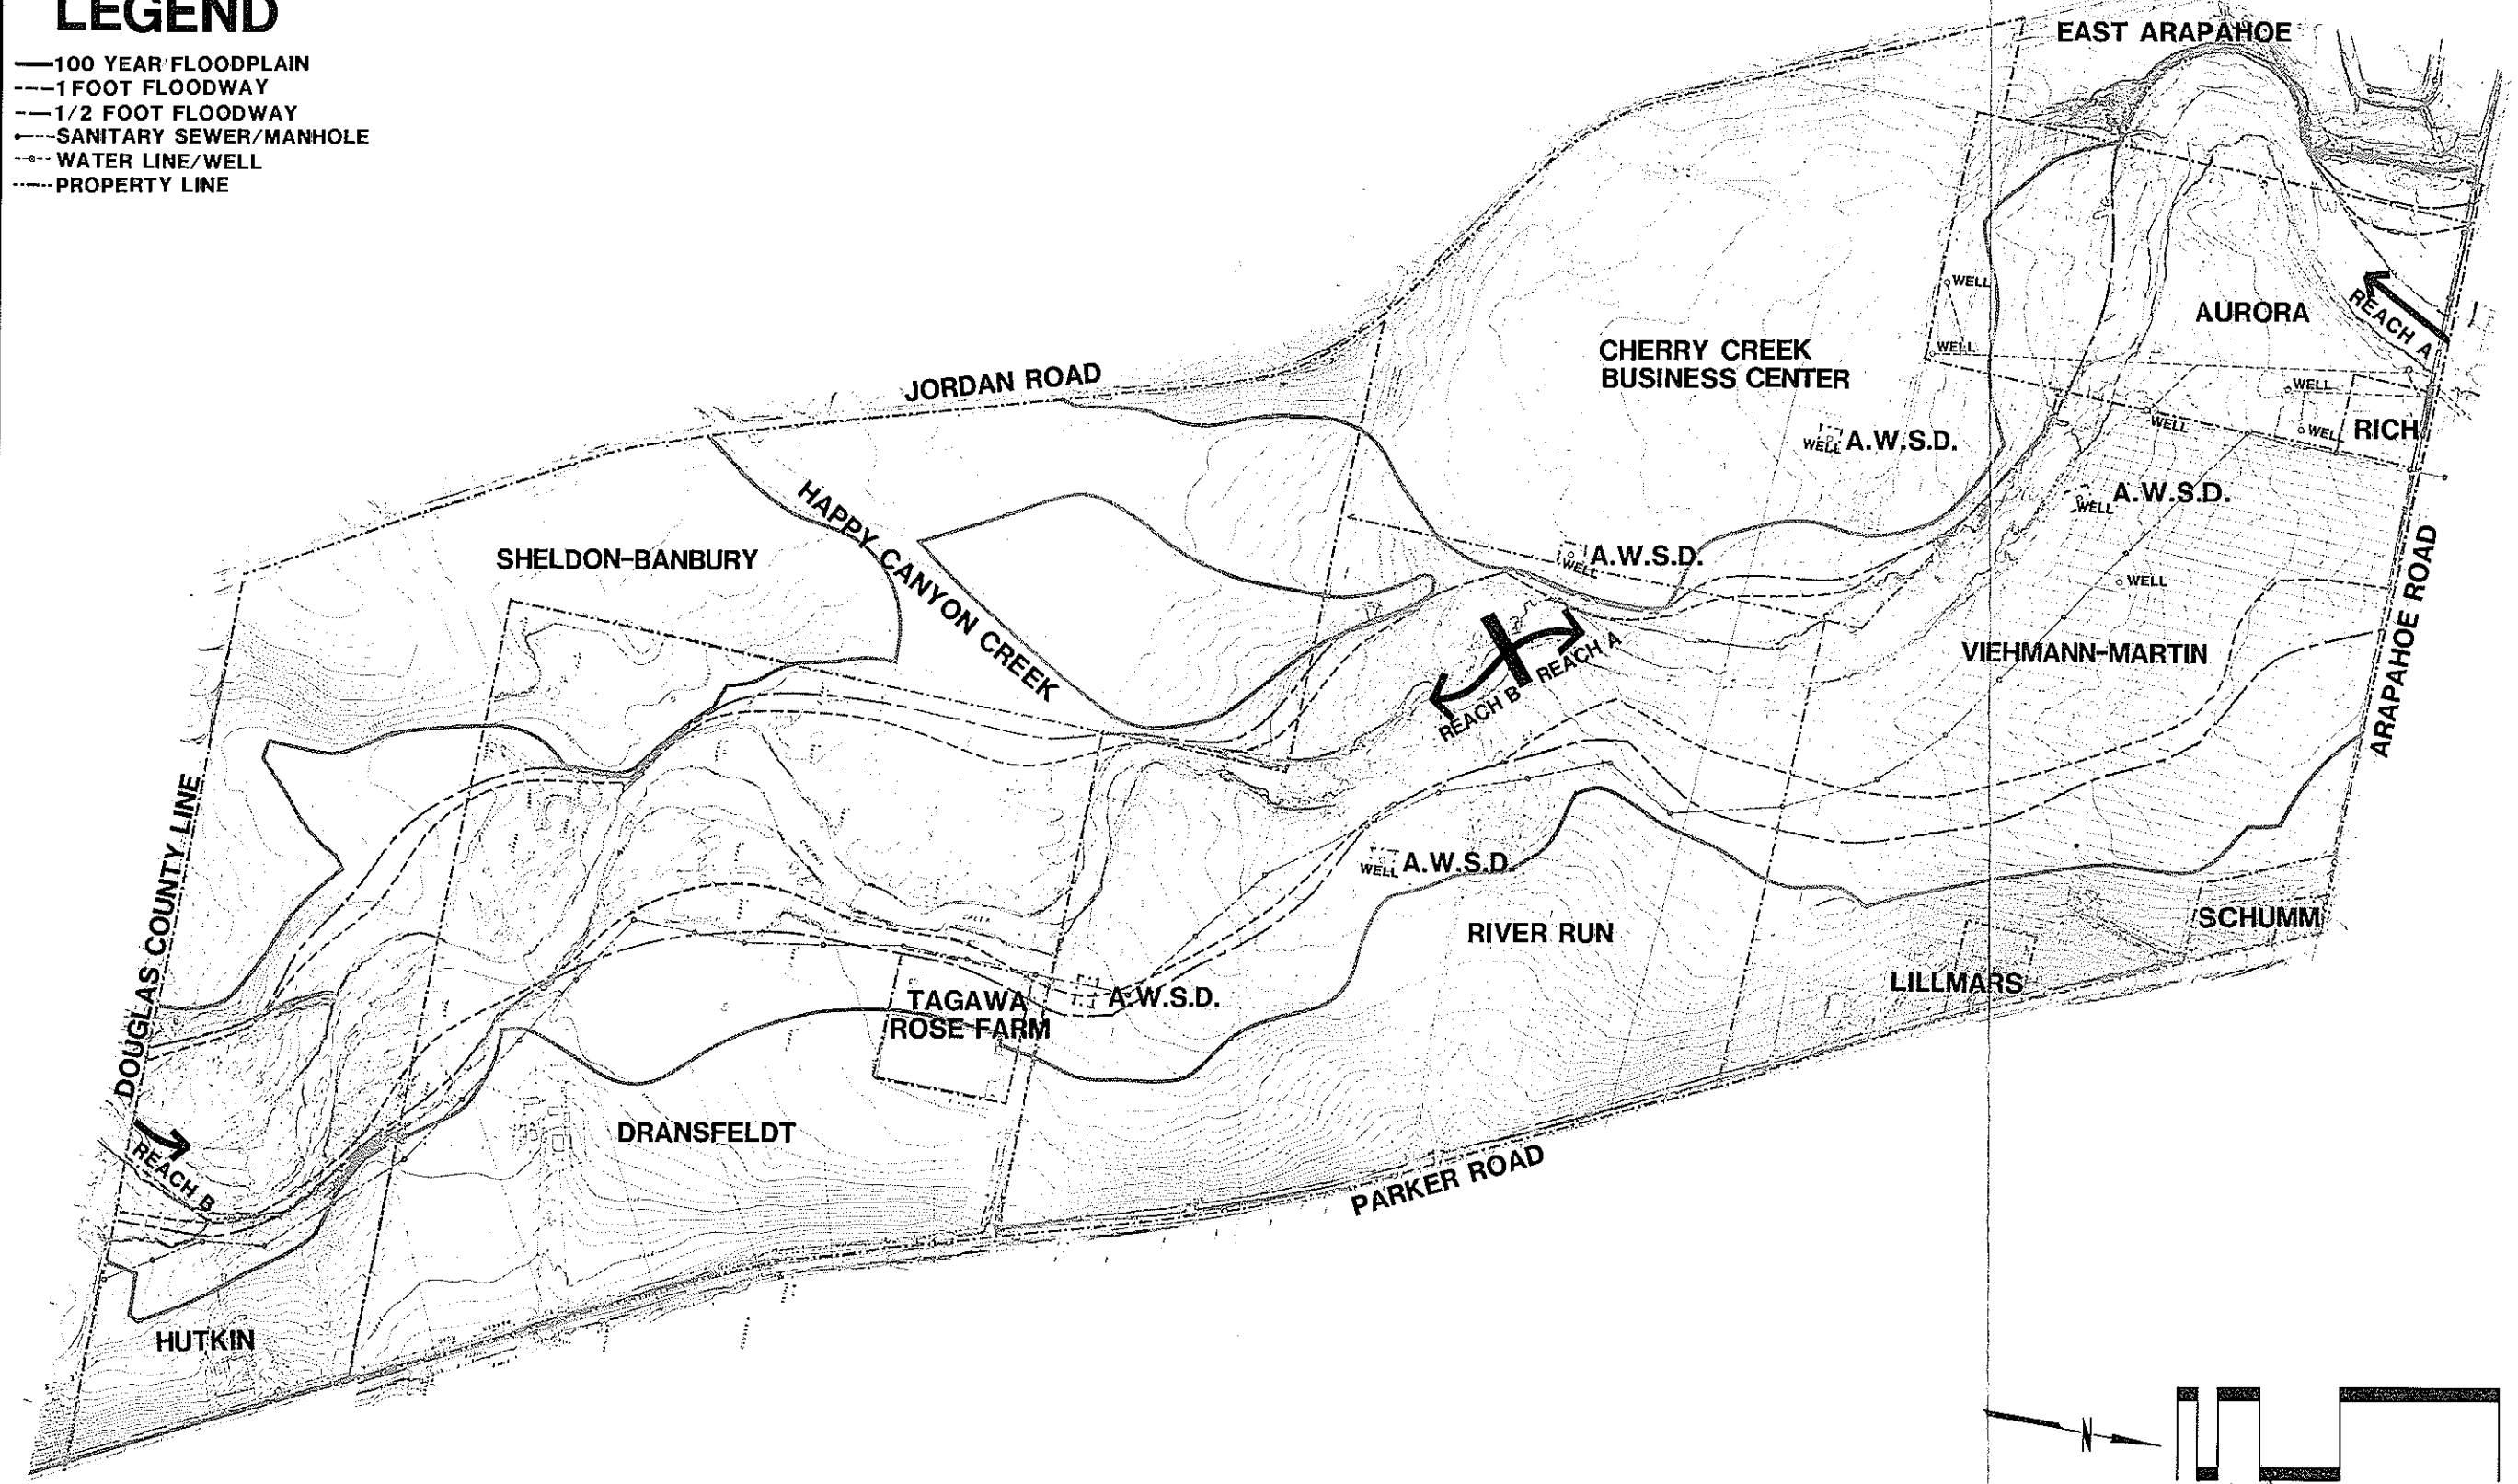 LEGEND
100 YEAR FLOODPLAIN
1 FOOT FLOODWAY
1/2 FOOT FLOODWAY
SANITARY SEWER/MANHOLE
WATER LINE/WELL
PROPERTY LINE
EAST ARAPAHOE
WELL
AURORA
REACH A
WELL
CHERRY CREEK
BUSINESS CENTER
JORDAN ROAD
WELL
WELL
WELL
RICH
WELL A.W.S.D.
A.W.S.D.
WELL
HAPPY CANYON CREEK
SHELDON-BANBURY
A.W.S.D.
WELL
WELL
ARAPAHOE ROAD
VIEHMANN-MARTIN
REACH B
REACH A
DOUGLAS COUNTY LINE
WELL A.W.S.D.
RIVER RUN
SCHUMM
LILLMARS
TAGAWA
ROSE FARM
A.W.S.D.
DRANSFELDT
REACH B
PARKER ROAD
HUTKIN
N